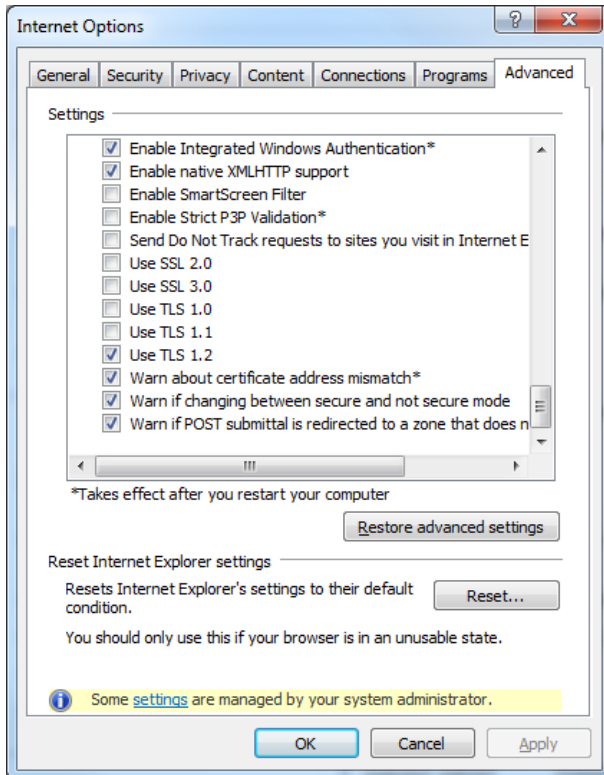 Internet Options
General Security Privacy Content Connections Programs Advanced
Settings
Enable Integrated Windows Authentication*
Enable native XMLHTTP support
Enable SmartScreen Filter
Enable Strict P3P Validation*
Send Do Not Track requests to sites you visit in Internet E
Use SSL 2.0
Use SSL 3.0
Use TLS 1.0
Use TLS 1.1
Use TLS 1.2
Warn about certificate address mismatch*
Warn if changing between secure and not secure mode
Warn if POST submittal is redirected to a zone that does n
*Takes effect after you restart your computer
Restore advanced settings
Reset Internet Explorer settings
Resets Internet Explorer's settings to their default
condition.
Reset...
You should only use this if your browser is in an unusable state.
Some settings are managed by your system administrator.
OK Cancel Apply